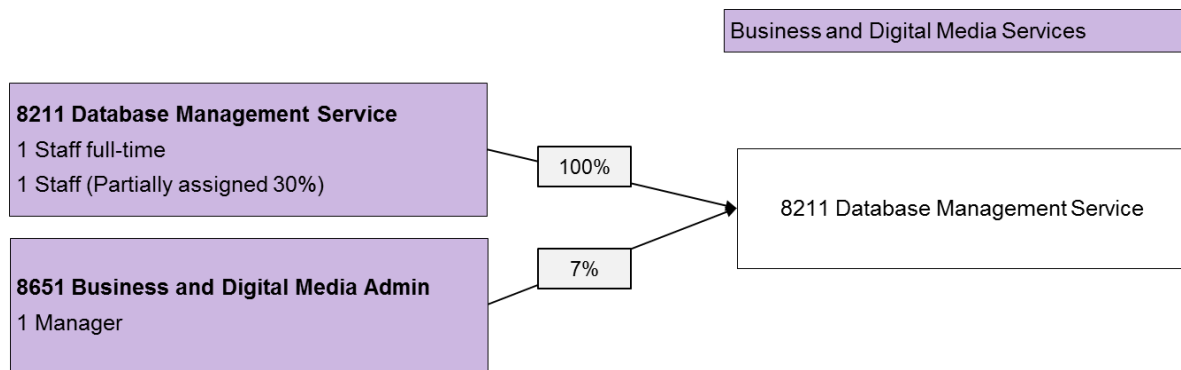 Business and Digital Media Services
8211 Database Management Service
1 Staff full-time
1 Staff (Partially assigned 30%)
100%
8211 Database Management Service
7%
8651 Business and Digital Media Admin
1 Manager